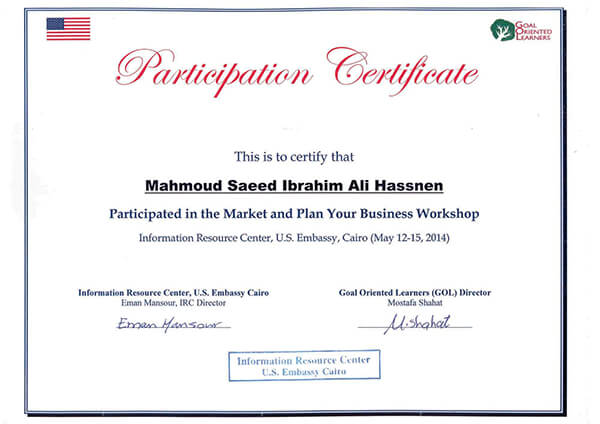 GOAL
ORIENTED
LEARNERS
Participation Certificate
This is to certify that
Mahmoud Saeed Ibrahim Ali Hassnen
Participated in the Market and Plan Your Business Workshop
Information Resource Center, U.S. Embassy, Cairo (May 12-15, 2014)
Information Resource Center, U.S. Embassy Cairo
Eman Mansour, IRC Director
Eman Mansour
Goal Oriented Learners (GOL) Director
Mostafa Shahat
M.Shahat
Information Resource Center
U.S. Embassy Cairo